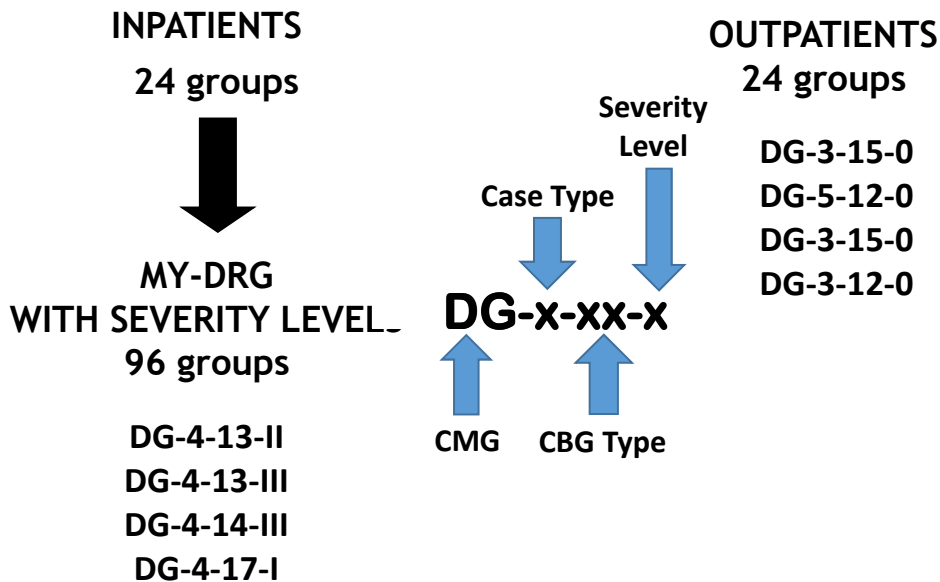 INPATIENTS
24 groups
MY-DRG
WITH SEVERITY LEVELS
96 groups
DG-4-13-II
DG-4-13-III
DG-4-14-III
DG-4-17-I
Severity
Level
Case Type
DG-x-xx-x
CMG
CBG Type
OUTPATIENTS
24 groups
DG-3-15-0
DG-5-12-0
DG-3-15-0
DG-3-12-0